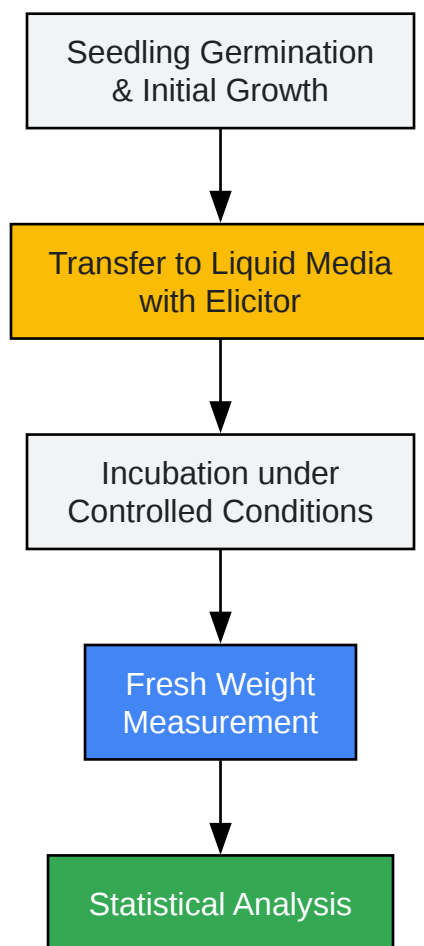 Seedling Germination
& Initial Growth
Transfer to Liquid Media
with Elicitor
Incubation under
Controlled Conditions
Fresh Weight
Measurement
Statistical Analysis